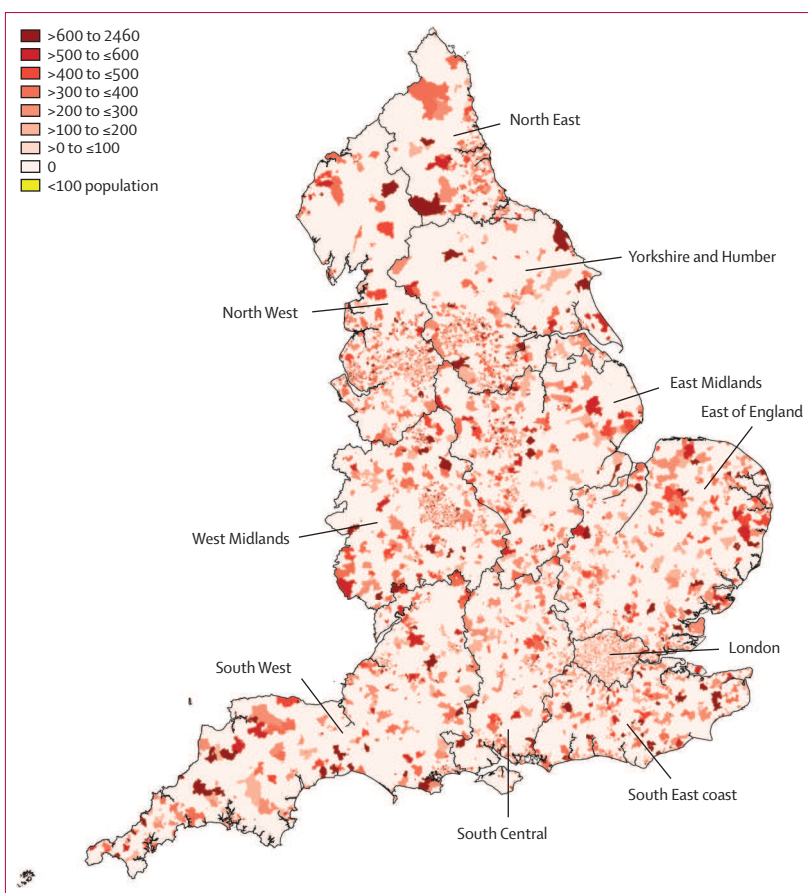 >600 to 2460
>500 to ≤600
>400 to ≤500
>300 to ≤400
>200 to ≤300
>100 to ≤200
>0 to ≤100
0
<100 population
North East
Yorkshire and Humber
North West
East Midlands
East of England
West Midlands
London
South West
South East coast
South Central